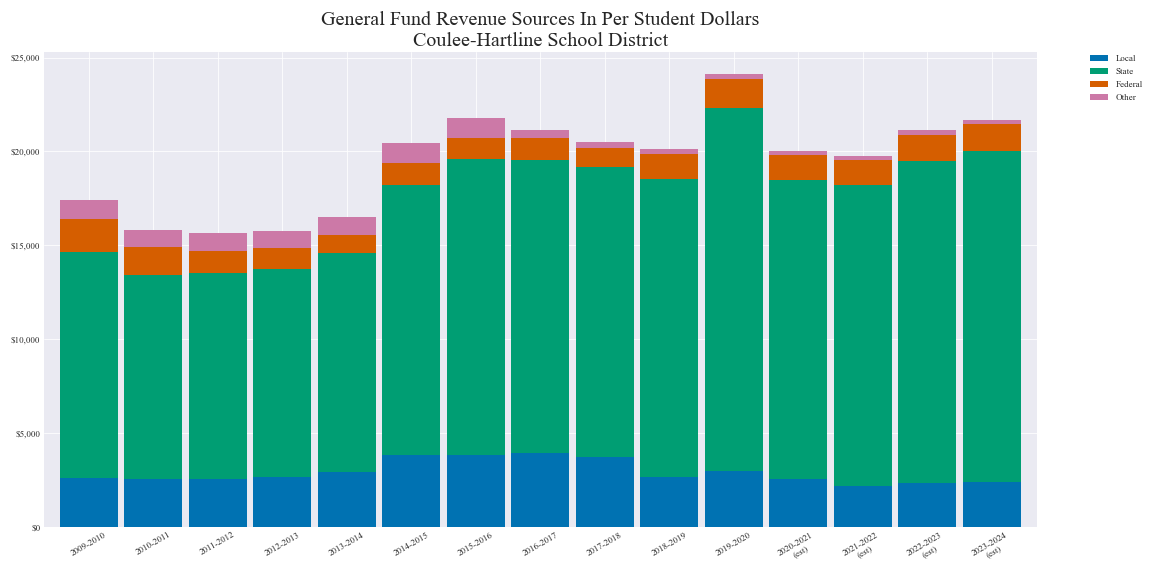 General Fund Revenue Sources In Per Student Dollars
Coulee-Hartline School District
$25,000
$20,000
$15,000
$10,000
$5,000
$0
Local
State
Federal
Other
2009-2010
2010-2011
2011-2012
2012-2013
2013-2014
2014-2015
2015-2016
2016-2017
2017-2018
2018-2019
2019-2020
2020-2021
(est)
2021-2022
(est)
2022-2023
(est)
2023-2024
(est)